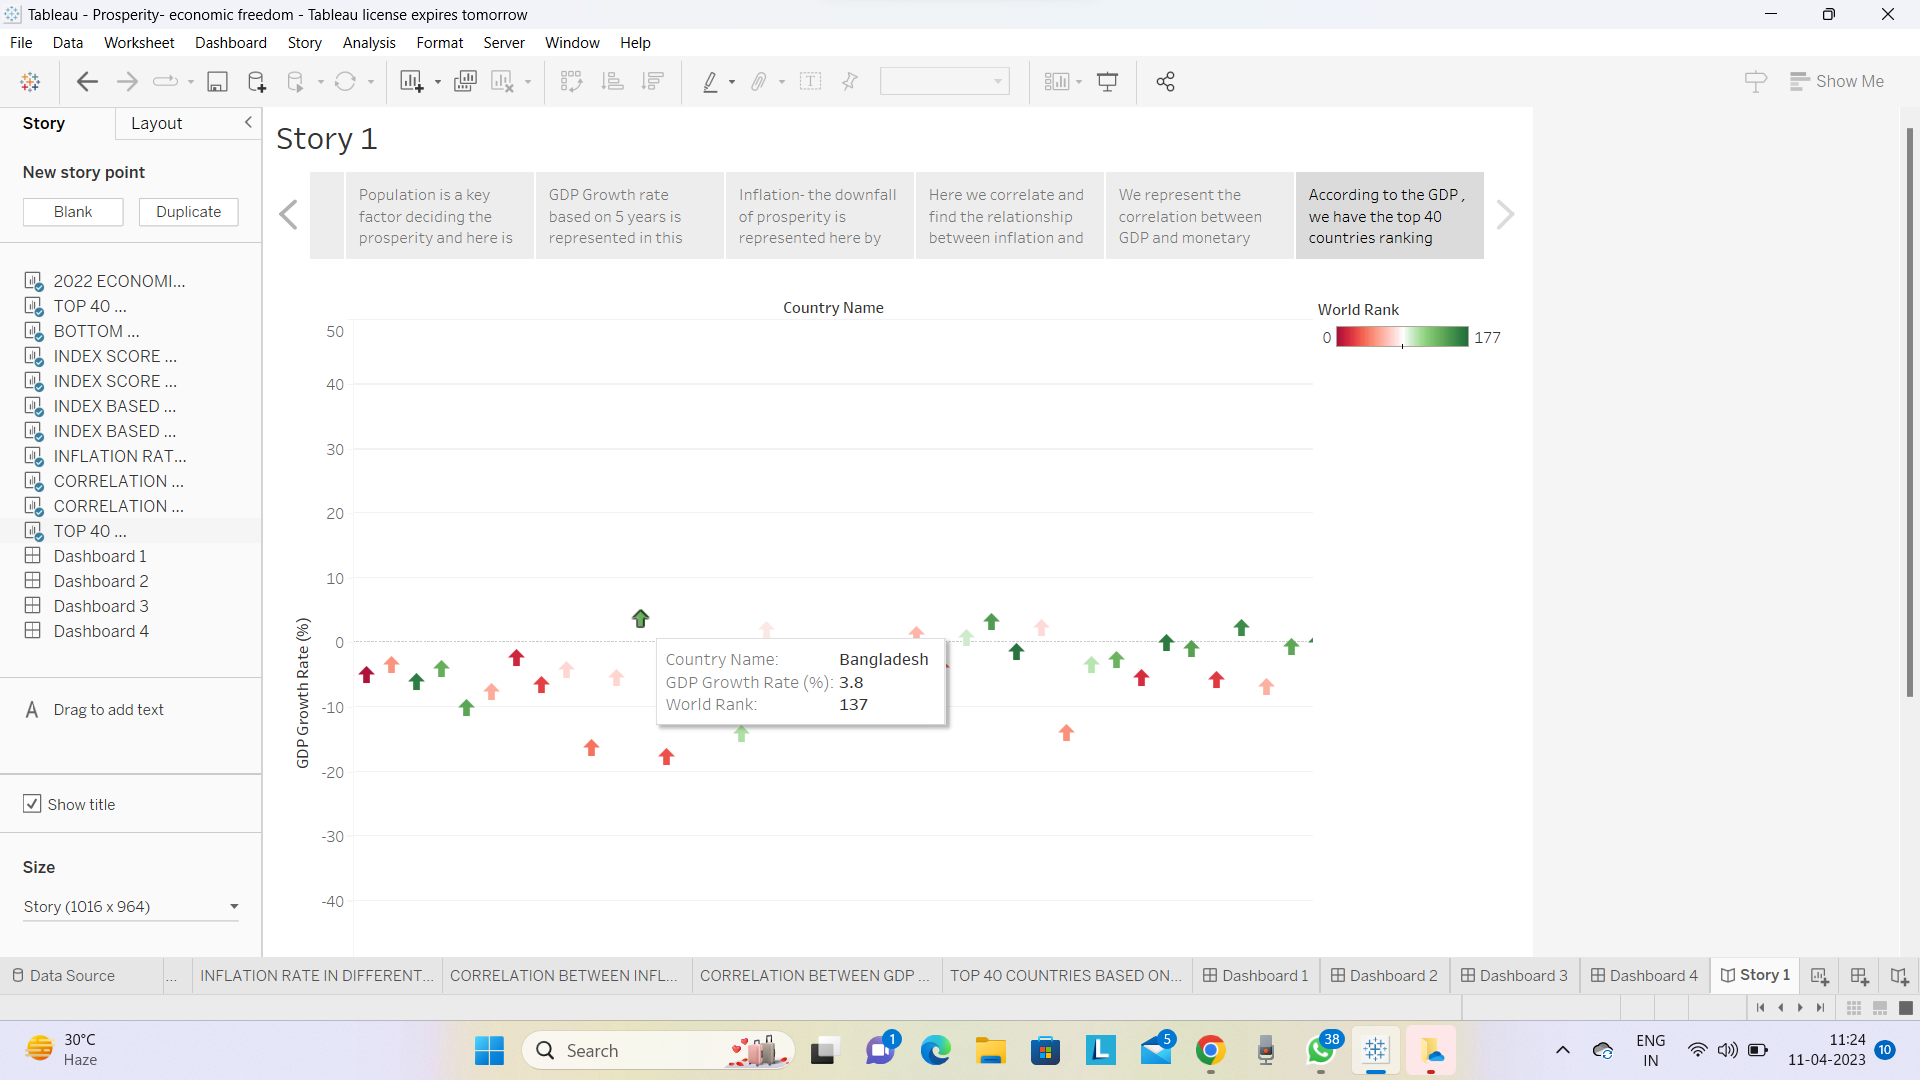 Tableau - Prosperity- economic freedom - Tableau license expires tomorrow
File Data Worksheet Dashboard Story Analysis Format Server Window Help
Show Me
Story Layout
New story point
Blank Duplicate
2022 ECONOMI...
TOP 40 ...
BOTTOM ...
INDEX SCORE ...
INDEX SCORE ...
INDEX BASED ...
INDEX BASED ...
INFLATION RAT...
CORRELATION ...
CORRELATION ...
TOP 40 ...
Dashboard 1
Dashboard 2
Dashboard 3
Dashboard 4
A Drag to add text
Show title
Size
Story (1016 x 964)
Story 1
Population is a key
factor deciding the
prosperity and here is
GDP Growth rate
based on 5 years is
represented in this
Inflation- the downfall
of prosperity is
represented here by
Here we correlate and
find the relationship
between inflation and
We represent the
correlation between
GDP and monetary
According to the GDP ,
we have the top 40
countries ranking
Country Name
World Rank
0 177
GDP Growth Rate (%)
50
40
30
20
10
0
-10
-20
-30
-40
Country Name: Bangladesh
GDP Growth Rate (%): 3.8
World Rank: 137
Data Source ... INFLATION RATE IN DIFFERENT... CORRELATION BETWEEN INFL... CORRELATION BETWEEN GDP ... TOP 40 COUNTRIES BASED ON... Dashboard 1 Dashboard 2 Dashboard 3 Dashboard 4 Story 1
30°C
Haze
Search
1
L
5
38
ENG
IN
11:24
11-04-2023
10